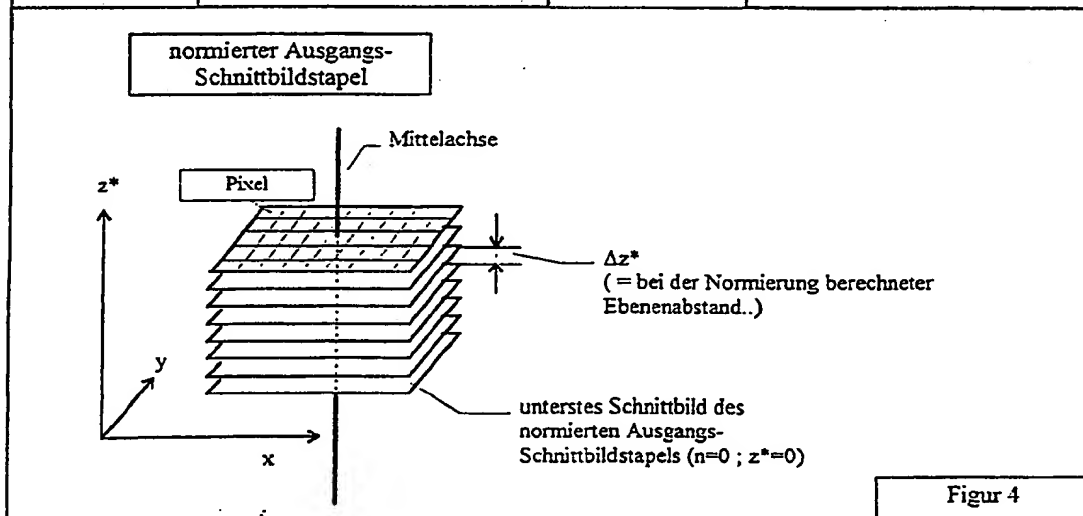 normierter Ausgangs-
Schnittbildstapel
Mittelachse
z*
Pixel
Δz*
( = bei der Normierung berechneter
Ebenenabstand..)
y
x
unterstes Schnittbild des
normierten Ausgangs-
Schnittbildstapels (n=0 ; z*=0)
Figur 4